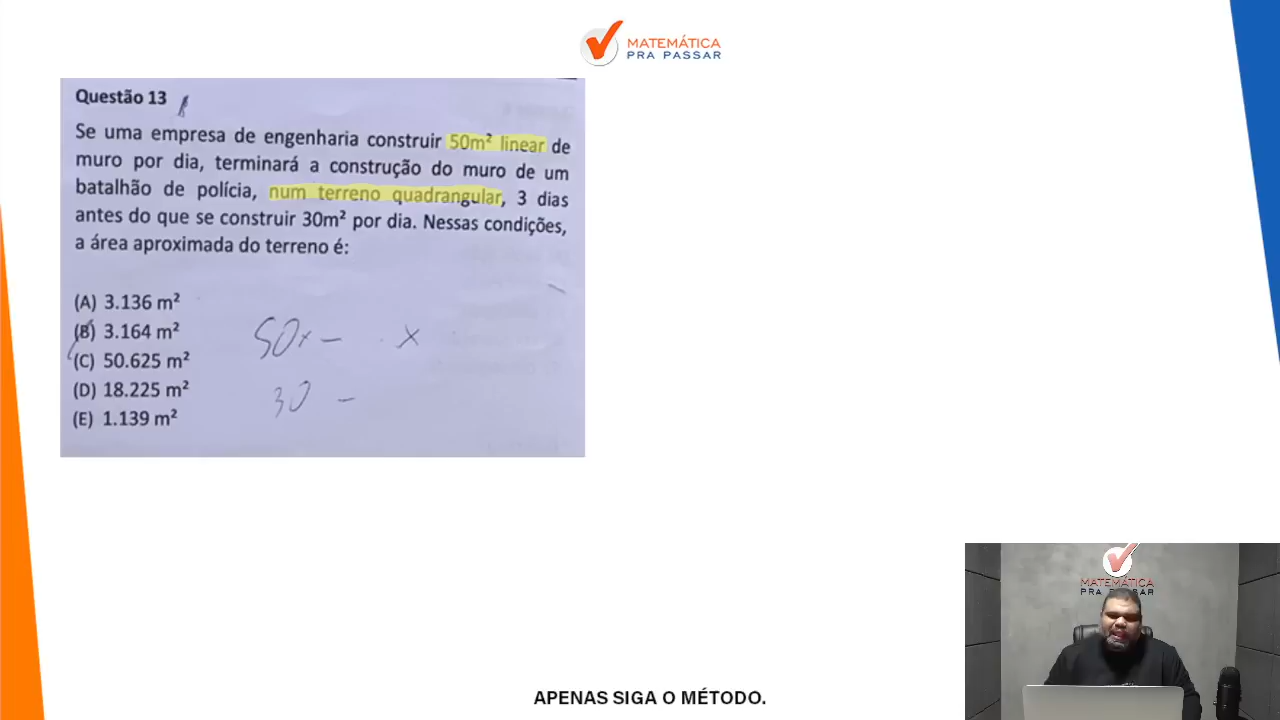 MATEMÁTICA
PRA PASSAR
Questão 13
Se uma empresa de engenharia construir 50m² linear de
muro por dia, terminará a construção do muro de um
batalhão de polícia, num terreno quadrangular, 3 dias
antes do que se construir 30m² por dia. Nessas condições,
a área aproximada do terreno é:
(A) 3.136 m²
(B) 3.164 m²
(C) 50.625 m²
(D) 18.225 m²
(E) 1.139 m²
50x - x
30 -
MATEMÁTICA
PRA PASSAR
APENAS SIGA O MÉTODO.